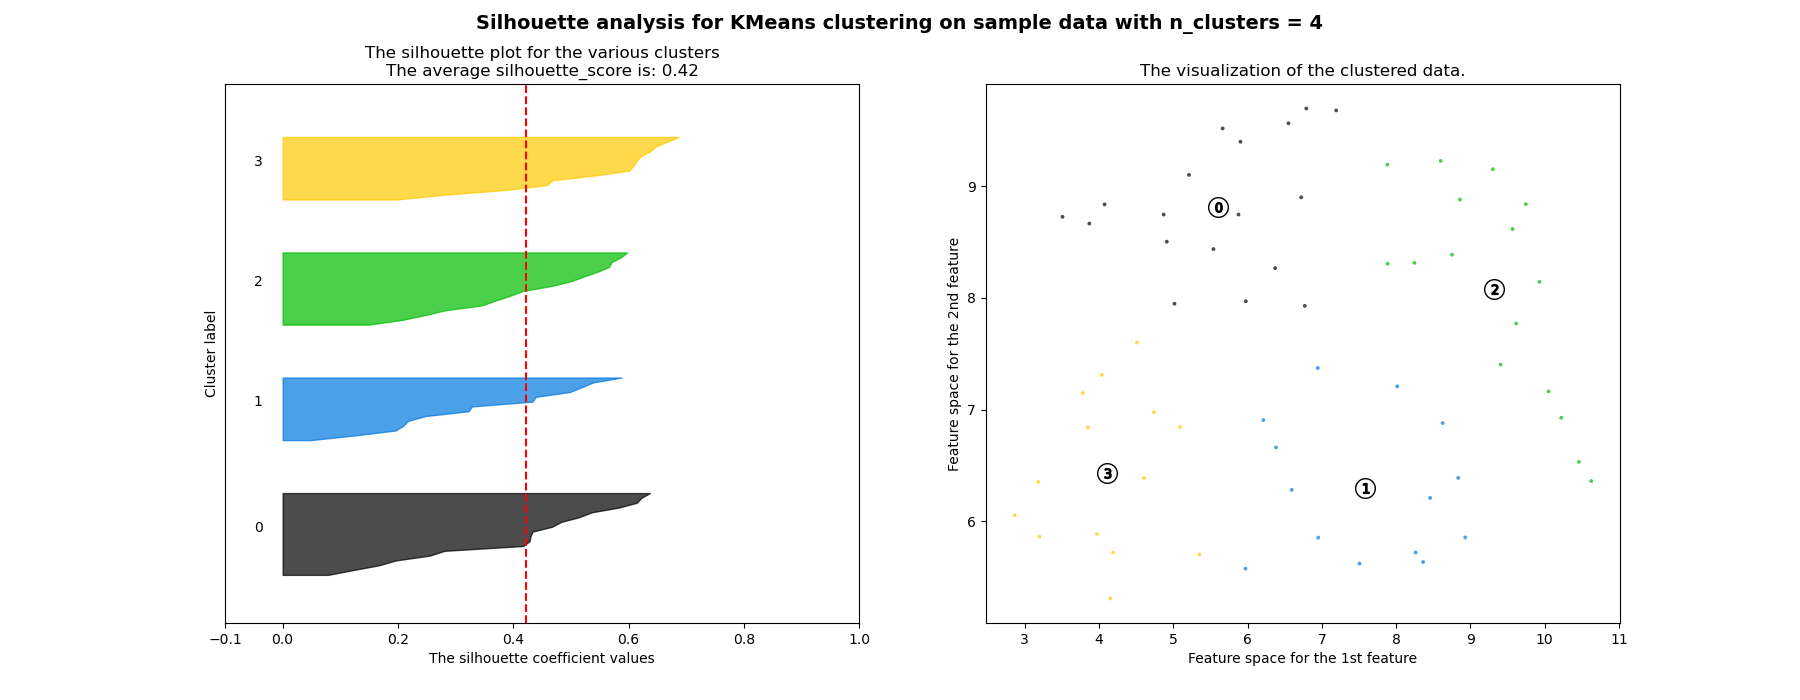 Silhouette analysis for KMeans clustering on sample data with n_clusters = 4
The silhouette plot for the various clusters
The average silhouette_score is: 0.42
3
2
1
0
Cluster label
−0.1 0.0 0.2 0.4 0.6 0.8 1.0
The silhouette coefficient values
The visualization of the clustered data.
9
8
7
6
Feature space for the 2nd feature
0
2
3
1
3 4 5 6 7 8 9 10 11
Feature space for the 1st feature